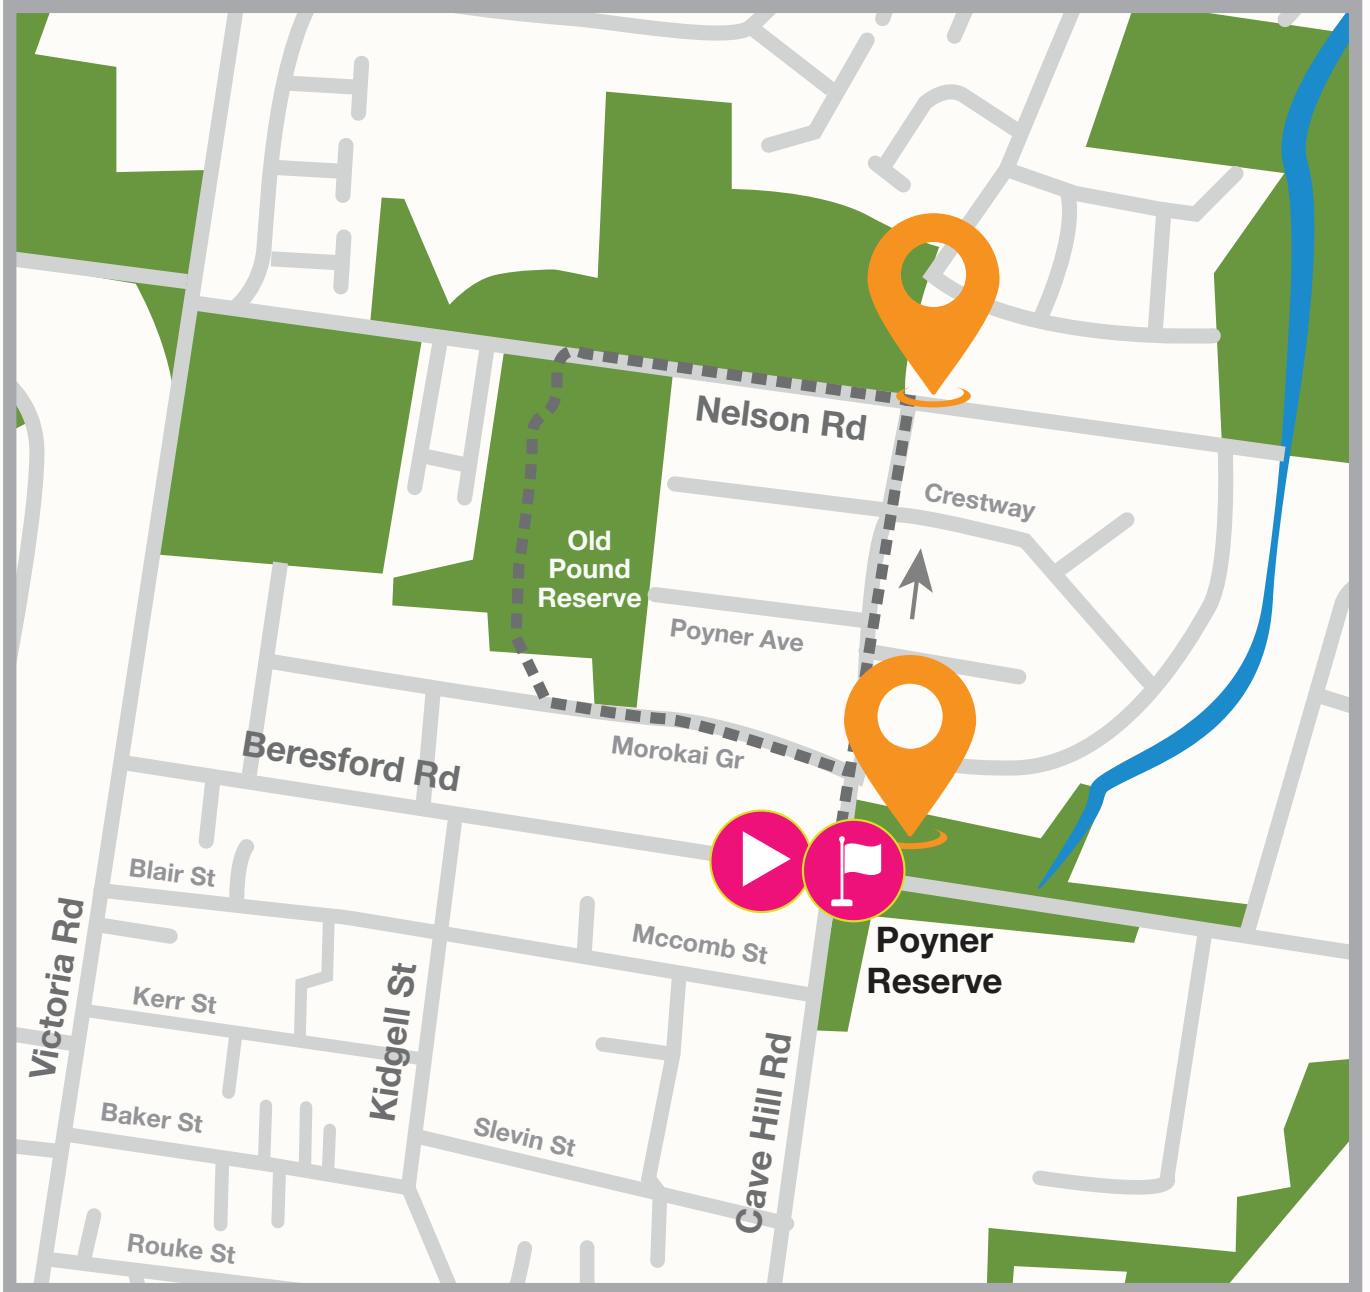 Nelson Rd
Crestway
Old
Pound
Reserve
Poyner Ave
Morokai Gr
Beresford Rd
Blair St
Mccomb St
Poyner
Reserve
Victoria Rd
Kidgell St
Kerr St
Cave Hill Rd
Baker St
Slevin St
Rouke St